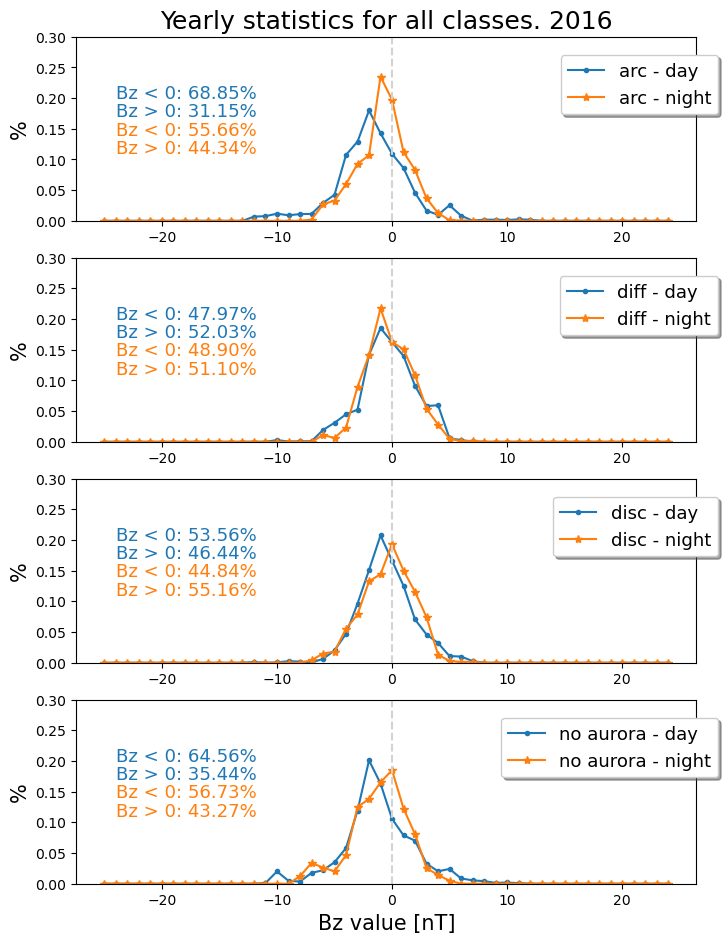 Yearly statistics for all classes. 2016
0.30
0.25
0.20
0.15
0.10
0.05
0.00
%
Bz < 0: 68.85%
Bz > 0: 31.15%
Bz < 0: 55.66%
Bz > 0: 44.34%
arc - day
arc - night
−20 −10 0 10 20
0.30
0.25
0.20
0.15
0.10
0.05
0.00
%
Bz < 0: 47.97%
Bz > 0: 52.03%
Bz < 0: 48.90%
Bz > 0: 51.10%
diff - day
diff - night
−20 −10 0 10 20
0.30
0.25
0.20
0.15
0.10
0.05
0.00
%
Bz < 0: 53.56%
Bz > 0: 46.44%
Bz < 0: 44.84%
Bz > 0: 55.16%
disc - day
disc - night
−20 −10 0 10 20
0.30
0.25
0.20
0.15
0.10
0.05
0.00
%
Bz < 0: 64.56%
Bz > 0: 35.44%
Bz < 0: 56.73%
Bz > 0: 43.27%
no aurora - day
no aurora - night
−20 −10 0 10 20
Bz value [nT]